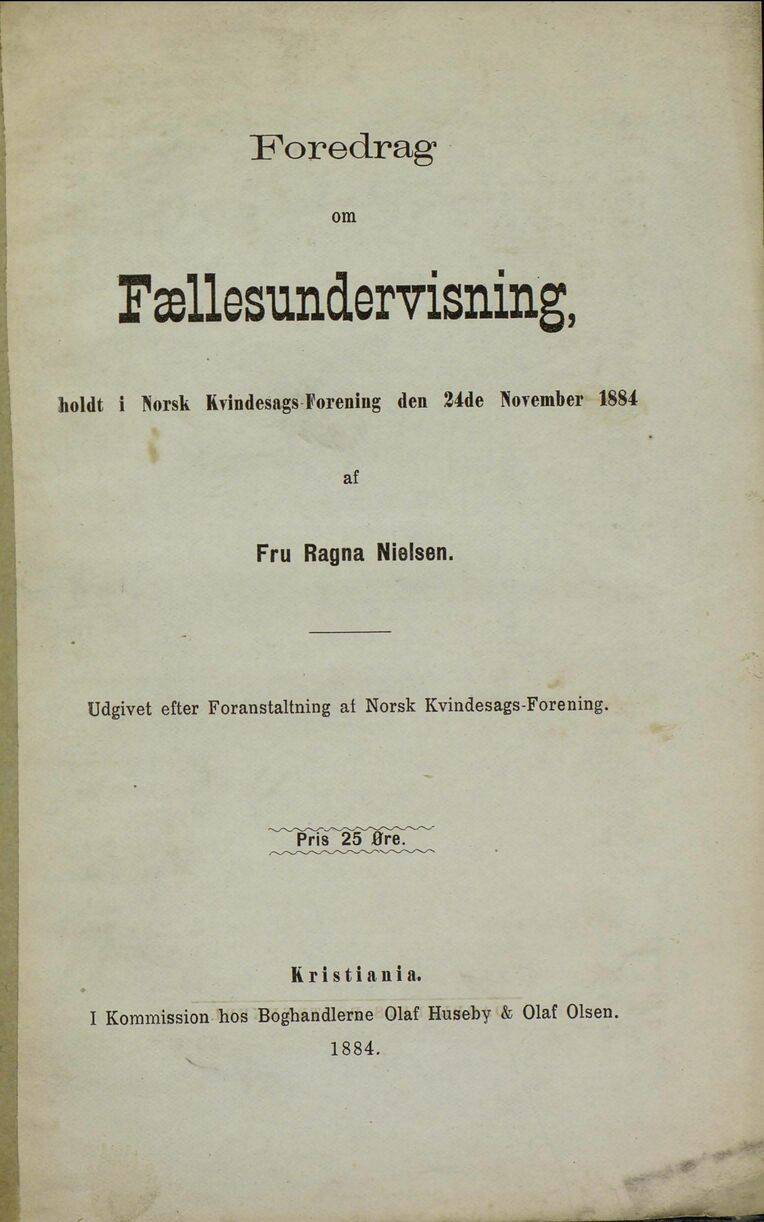 Foredrag
om
Fællesundervisning,
holdt i Norsk Kvindesags-Forening den 24de November 1884
af
Fru Ragna Nielsen.
Udgivet efter Foranstaltning af Norsk Kvindesags-Forening.
Pris 25 Øre.
Kristiania.
I Kommission hos Boghandlerne Olaf Huseby & Olaf Olsen.
1884.